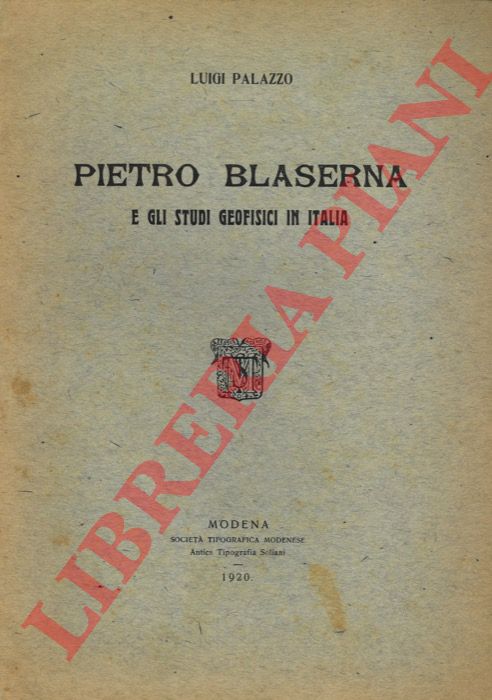 LUIGI PALAZZO
PIETRO BLASERNA
E GLI STUDI GEOFISICI IN ITALIA
MODENA
SOCIETÀ TIPOGRAFICA MODENESE
Antica Tipografia Soliani
1920.
LIBRERIA PIANI